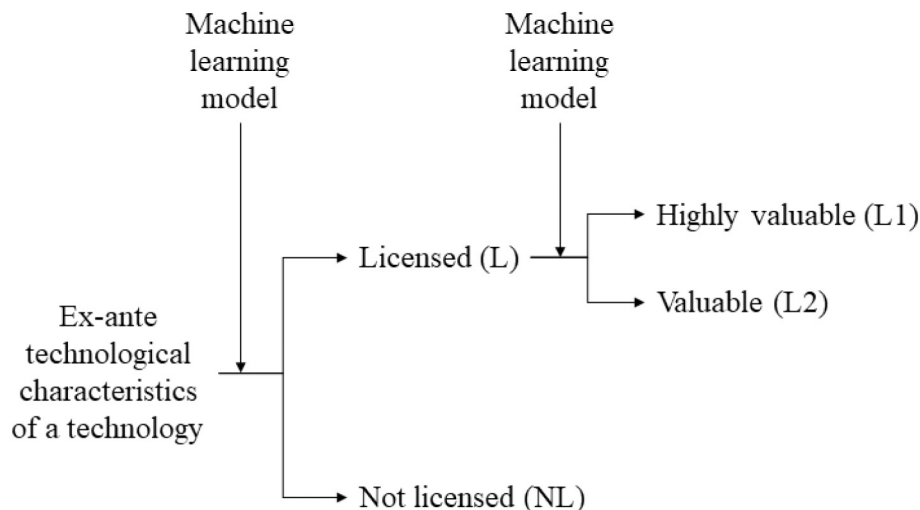 Machine
learning
model
Machine
learning
model
Highly valuable (L1)
Licensed (L)
Valuable (L2)
Ex-ante
technological
characteristics
of a technology
Not licensed (NL)